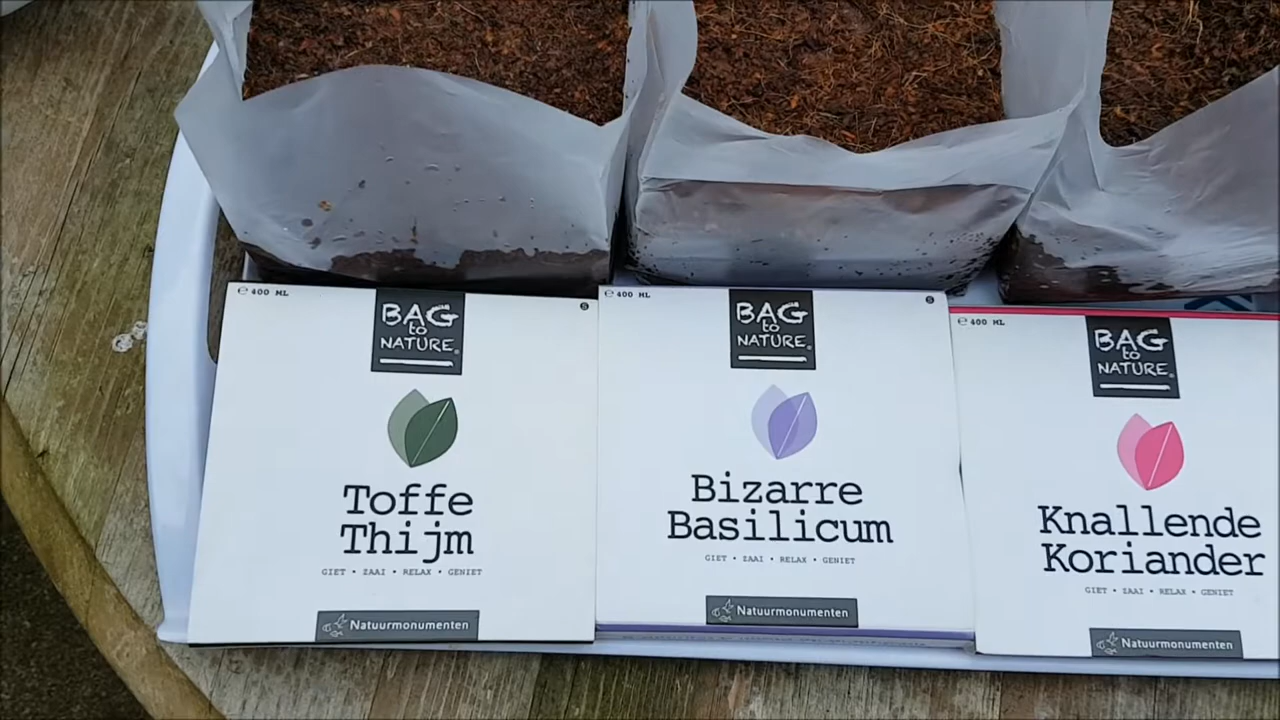 ℮ 400 ML
BAG
to
NATURE®
Toffe
Thijm
GIET • ZAAI • RELAX • GENIET
Natuurmonumenten
℮ 400 ML
BAG
to
NATURE®
Bizarre
Basilicum
GIET • ZAAI • RELAX • GENIET
Natuurmonumenten
℮ 400 ML
BAG
to
NATURE®
Knallende
Koriander
GIET • ZAAI • RELAX • GENIET
Natuurmonumenten